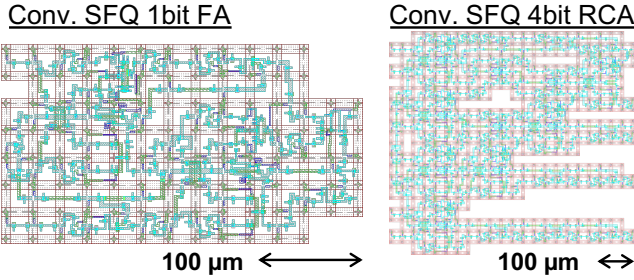 Conv. SFQ 1bit FA
Conv. SFQ 4bit RCA
100 μm
100 μm